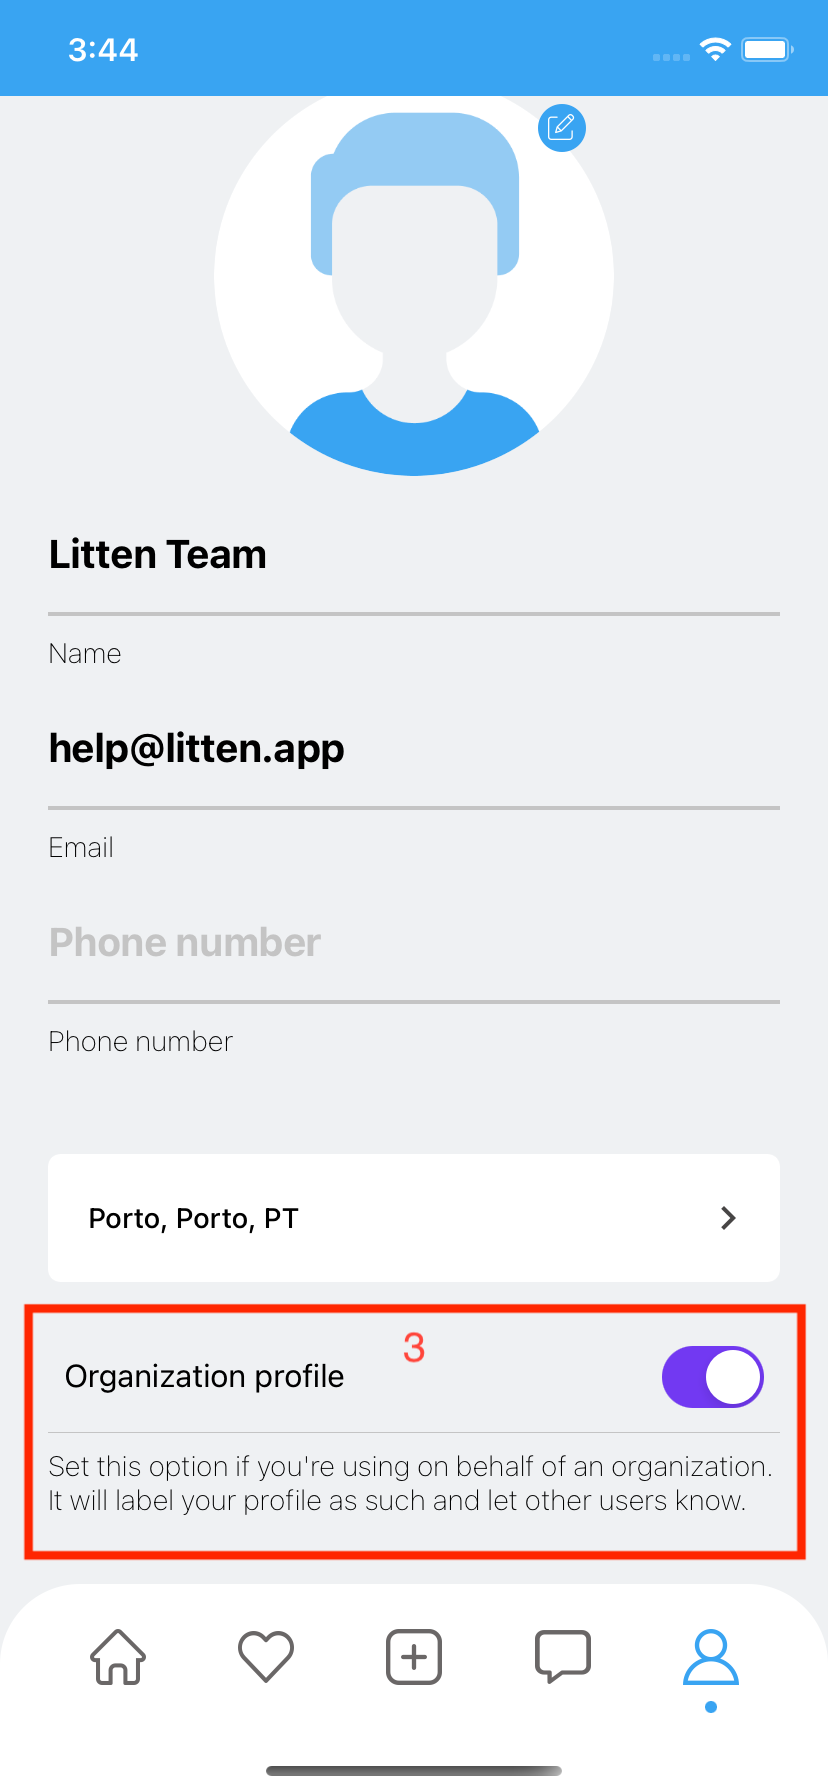 3:44
Litten Team
Name
help@litten.app
Email
Phone number
Phone number
Porto, Porto, PT
3
Organization profile
Set this option if you're using on behalf of an organization.
It will label your profile as such and let other users know.